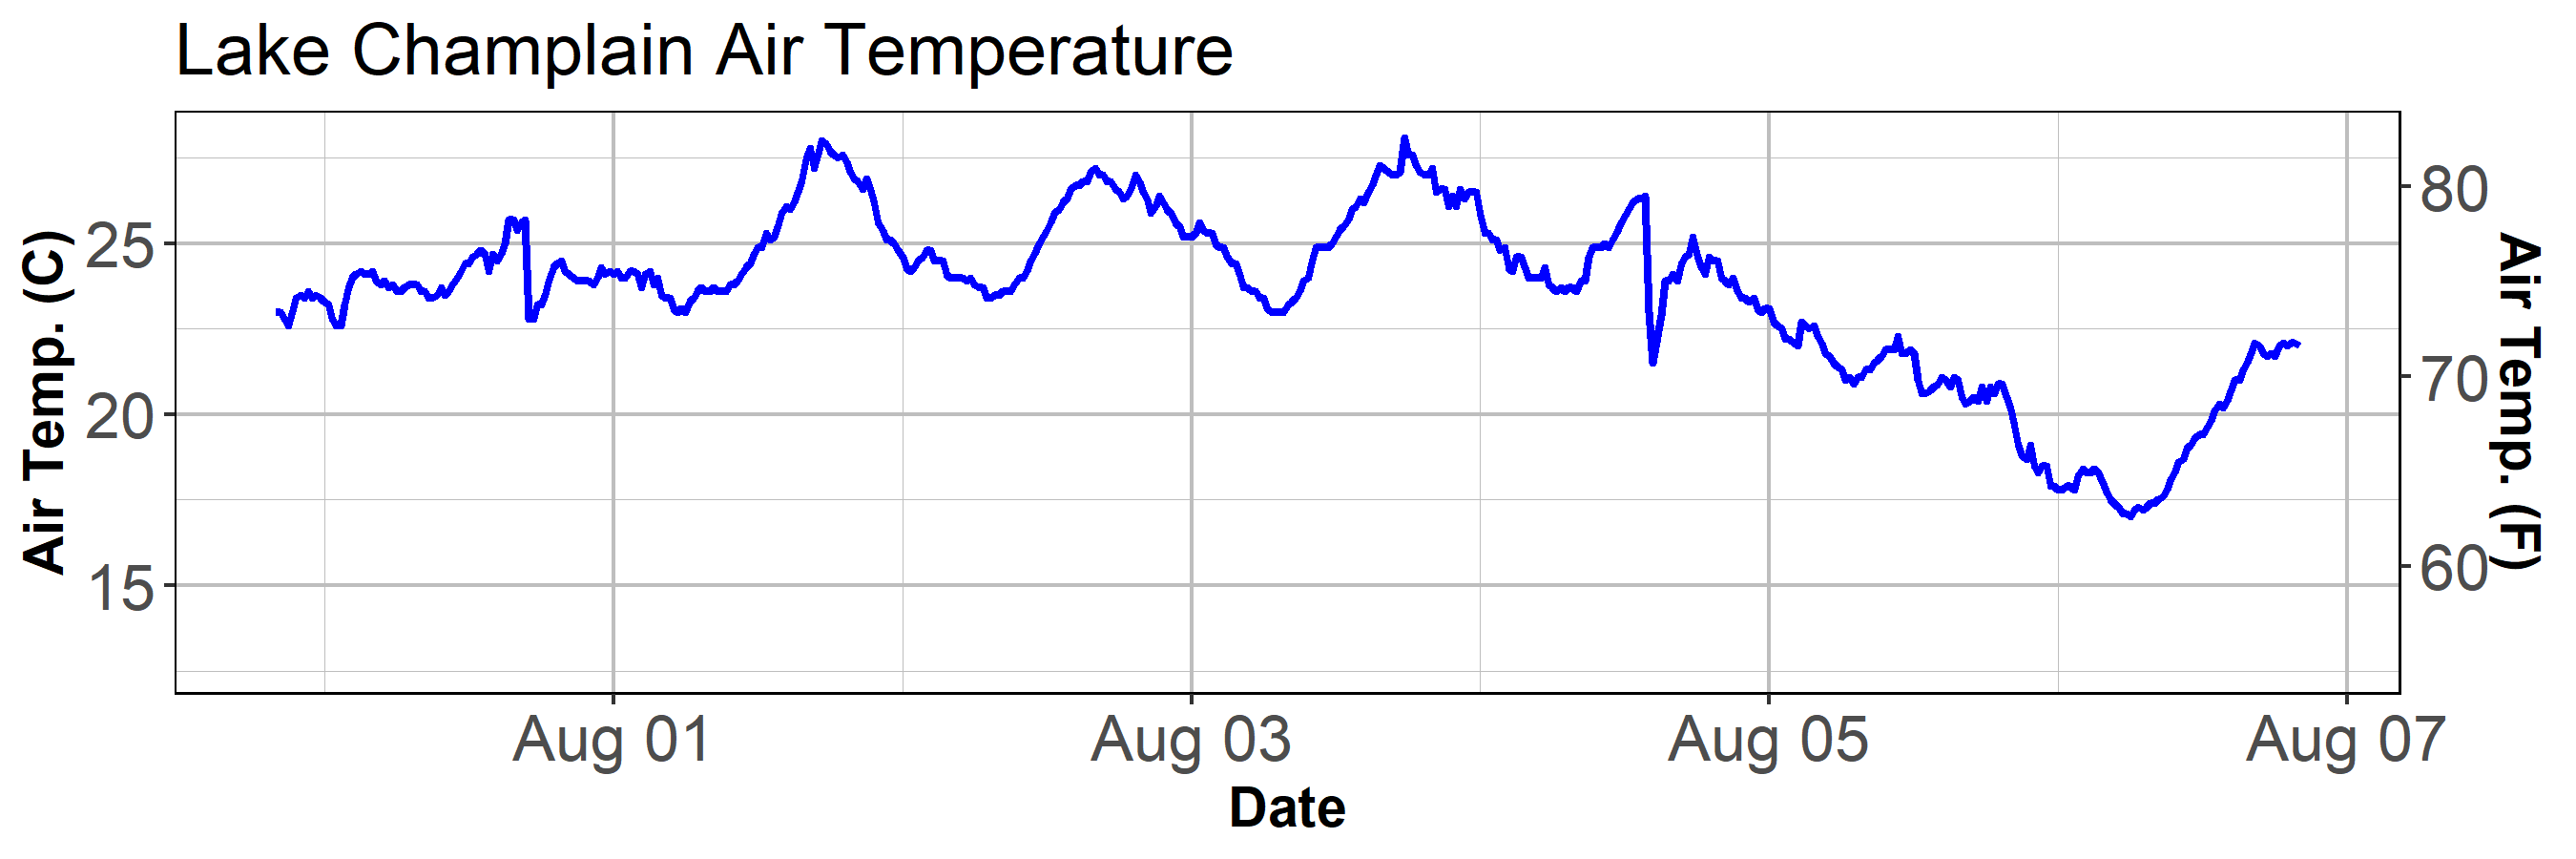 Lake Champlain Air Temperature
Air Temp. (C)
25
20
15
80
70
60
Air Temp. (F)
Aug 01
Aug 03
Aug 05
Aug 07
Date